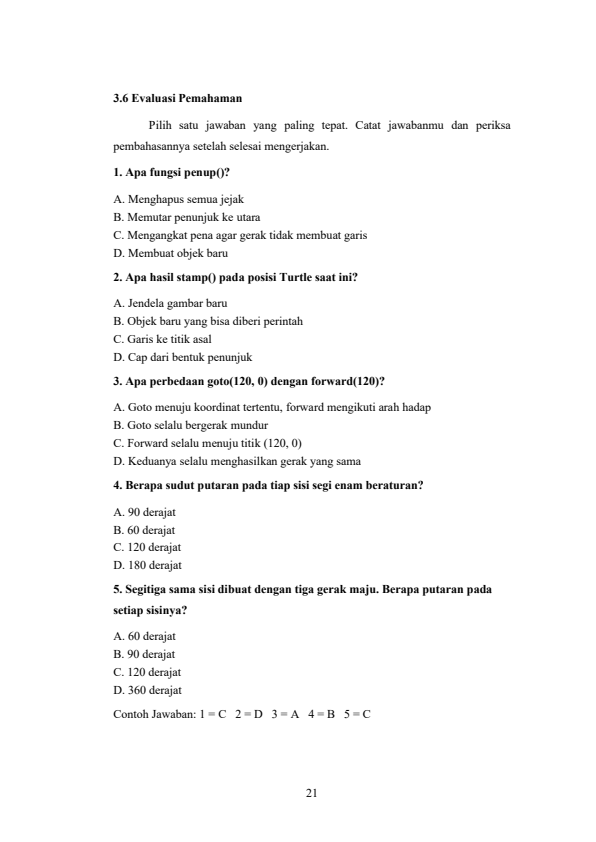 3.6 Evaluasi Pemahaman
Pilih satu jawaban yang paling tepat. Catat jawabanmu dan periksa
pembahasannya setelah selesai mengerjakan.
1. Apa fungsi penup()?
A. Menghapus semua jejak
B. Memutar penunjuk ke utara
C. Mengangkat pena agar gerak tidak membuat garis
D. Membuat objek baru
2. Apa hasil stamp() pada posisi Turtle saat ini?
A. Jendela gambar baru
B. Objek baru yang bisa diberi perintah
C. Garis ke titik asal
D. Cap dari bentuk penunjuk
3. Apa perbedaan goto(120, 0) dengan forward(120)?
A. Goto menuju koordinat tertentu, forward mengikuti arah hadap
B. Goto selalu bergerak mundur
C. Forward selalu menuju titik (120, 0)
D. Keduanya selalu menghasilkan gerak yang sama
4. Berapa sudut putaran pada tiap sisi segi enam beraturan?
A. 90 derajat
B. 60 derajat
C. 120 derajat
D. 180 derajat
5. Segitiga sama sisi dibuat dengan tiga gerak maju. Berapa putaran pada
setiap sisinya?
A. 60 derajat
B. 90 derajat
C. 120 derajat
D. 360 derajat
Contoh Jawaban: 1 = C 2 = D 3 = A 4 = B 5 = C
21